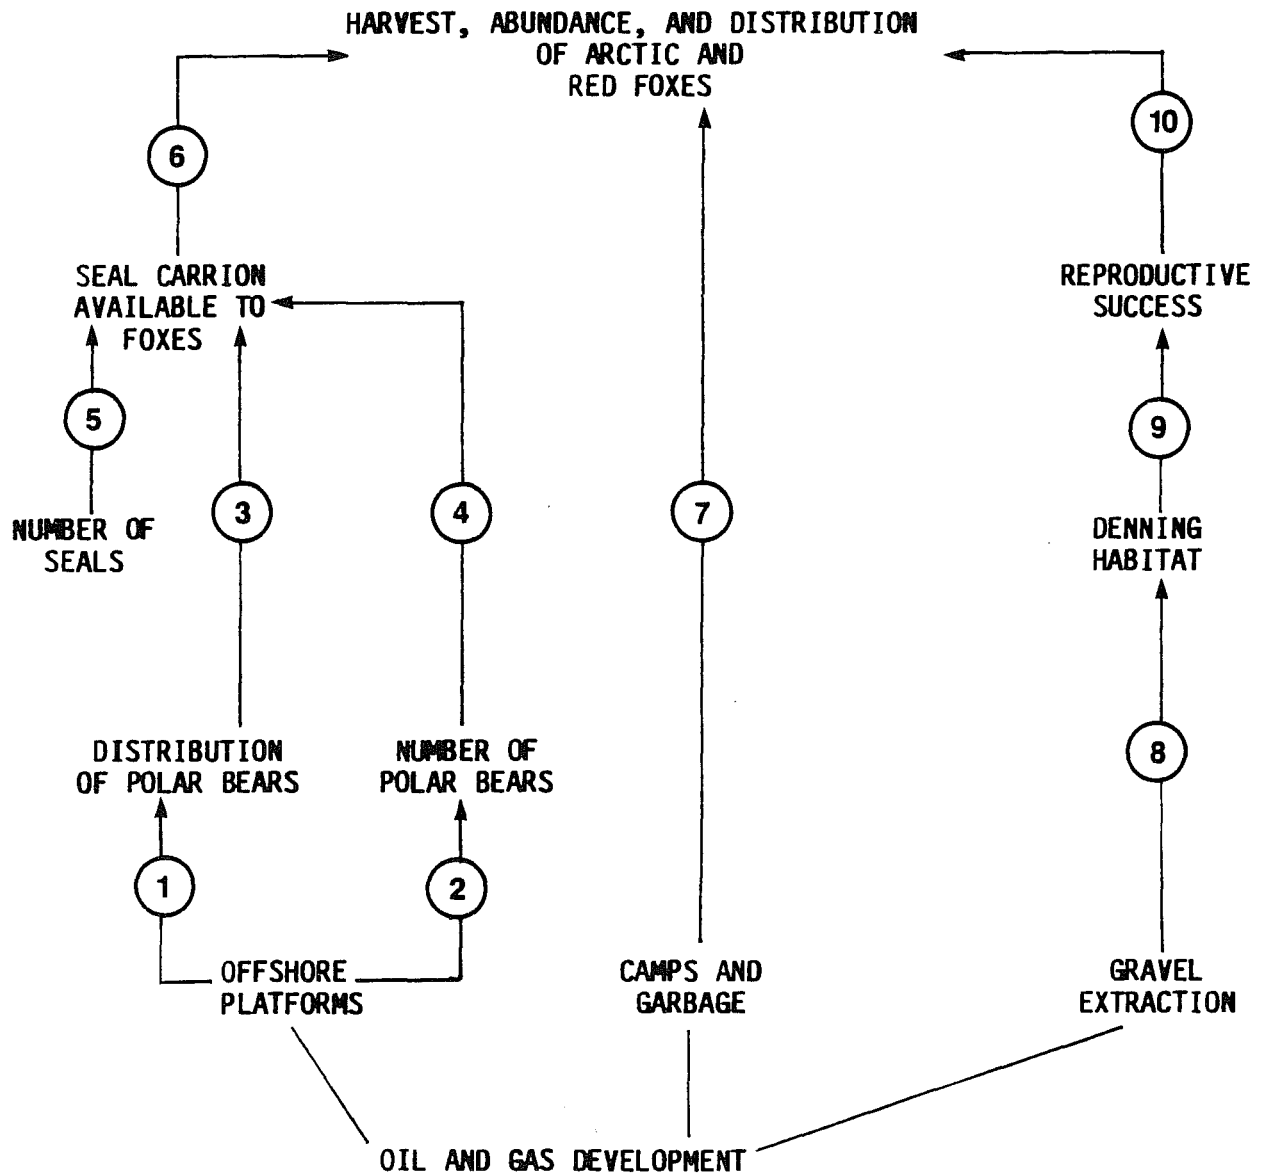 HARVEST, ABUNDANCE, AND DISTRIBUTION
OF ARCTIC AND
RED FOXES
10
6
SEAL CARRION
AVAILABLE TO
FOXES
REPRODUCTIVE
SUCCESS
5
9
3
4
7
NUMBER OF
SEALS
DENNING
HABITAT
DISTRIBUTION
OF POLAR BEARS
NUMBER OF
POLAR BEARS
8
1
2
OFFSHORE
PLATFORMS
CAMPS AND
GARBAGE
GRAVEL
EXTRACTION
OIL AND GAS DEVELOPMENT